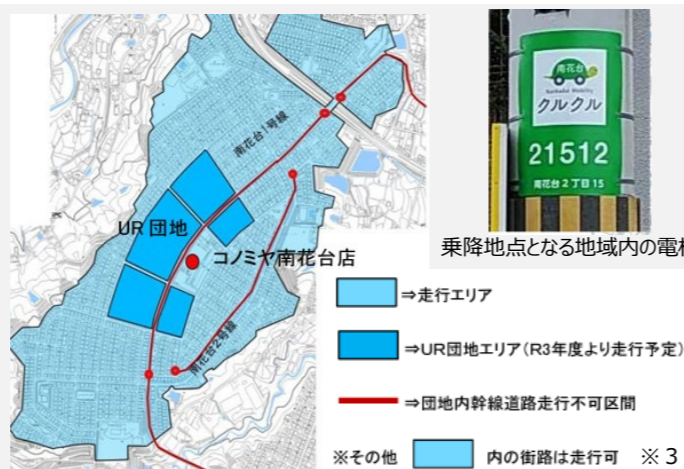 南花台1号線
UR団地
コノミヤ南花台店
南花台2号線
南花台
クルクル
21512
南花台2丁目15
乗降地点となる地域内の電柱
⇒走行エリア
⇒UR団地エリア(R3年度より走行予定)
⇒団地内幹線道路走行不可区間
※その他 内の街路は走行可 ※3